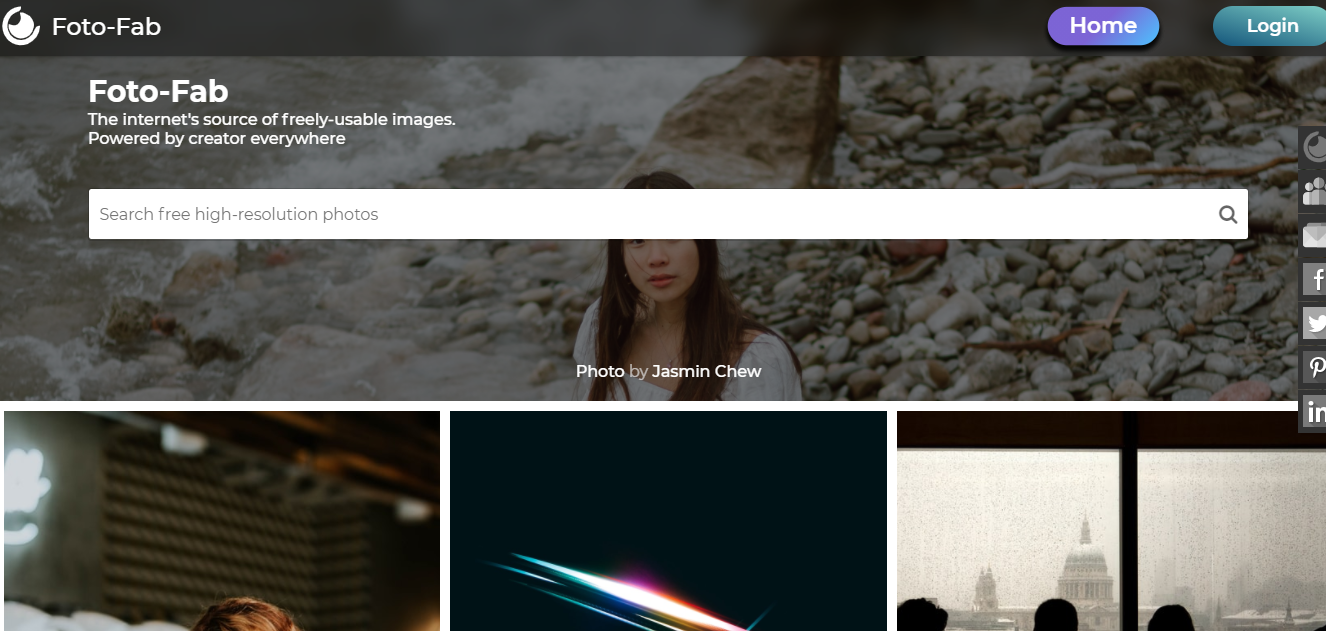 Foto-Fab
Home
Login
Foto-Fab
The internet's source of freely-usable images.
Powered by creator everywhere
Search free high-resolution photos
Photo by Jasmin Chew
f
in